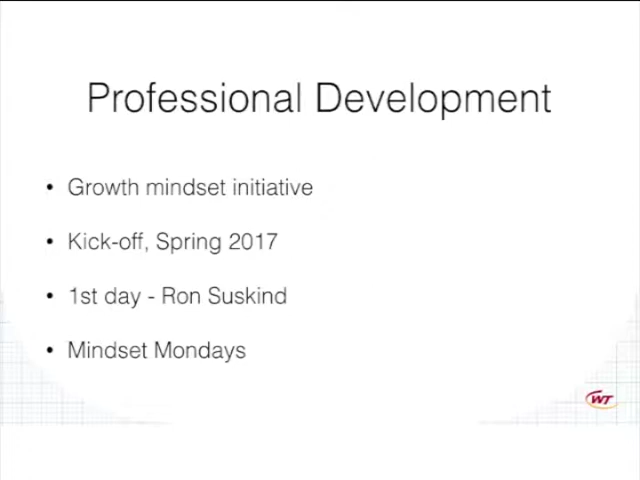 Professional Development
• Growth mindset initiative
• Kick-off, Spring 2017
• 1st day - Ron Suskind
• Mindset Mondays
WT